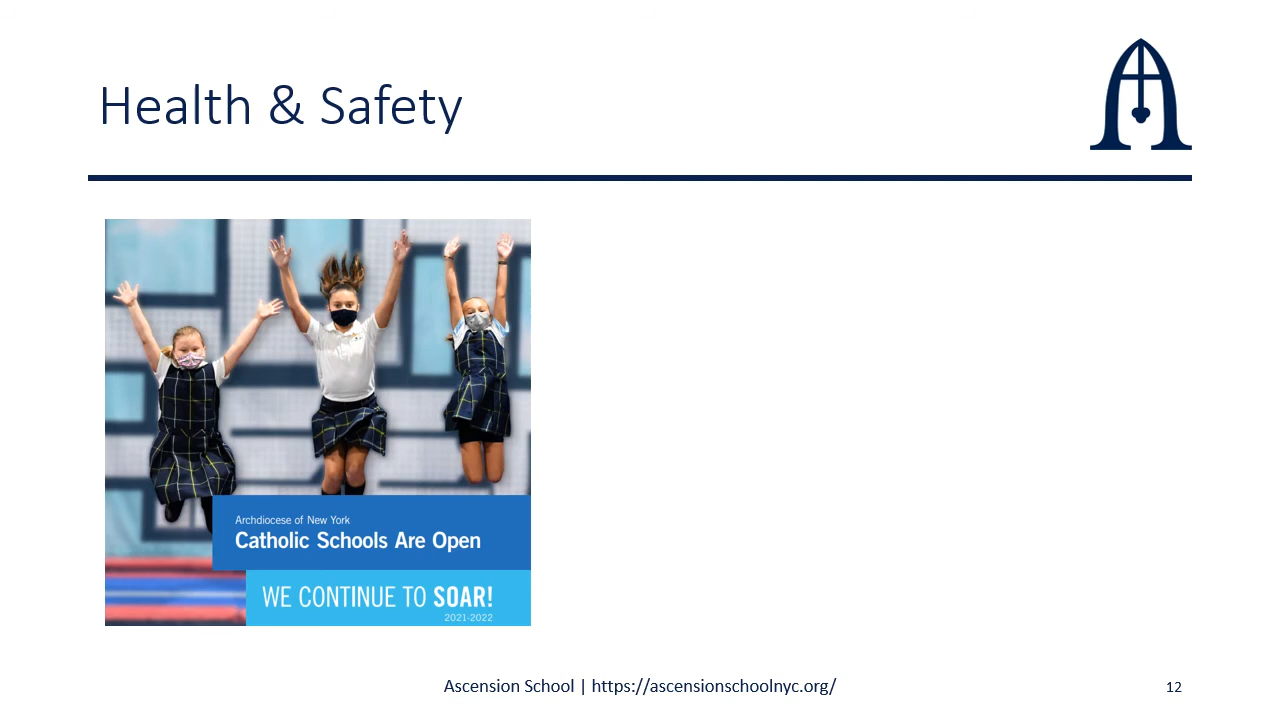 Health & Safety
Archdiocese of New York
Catholic Schools Are Open
WE CONTINUE TO SOAR!
2021-2022
Ascension School | https://ascensionschoolnyc.org/
12